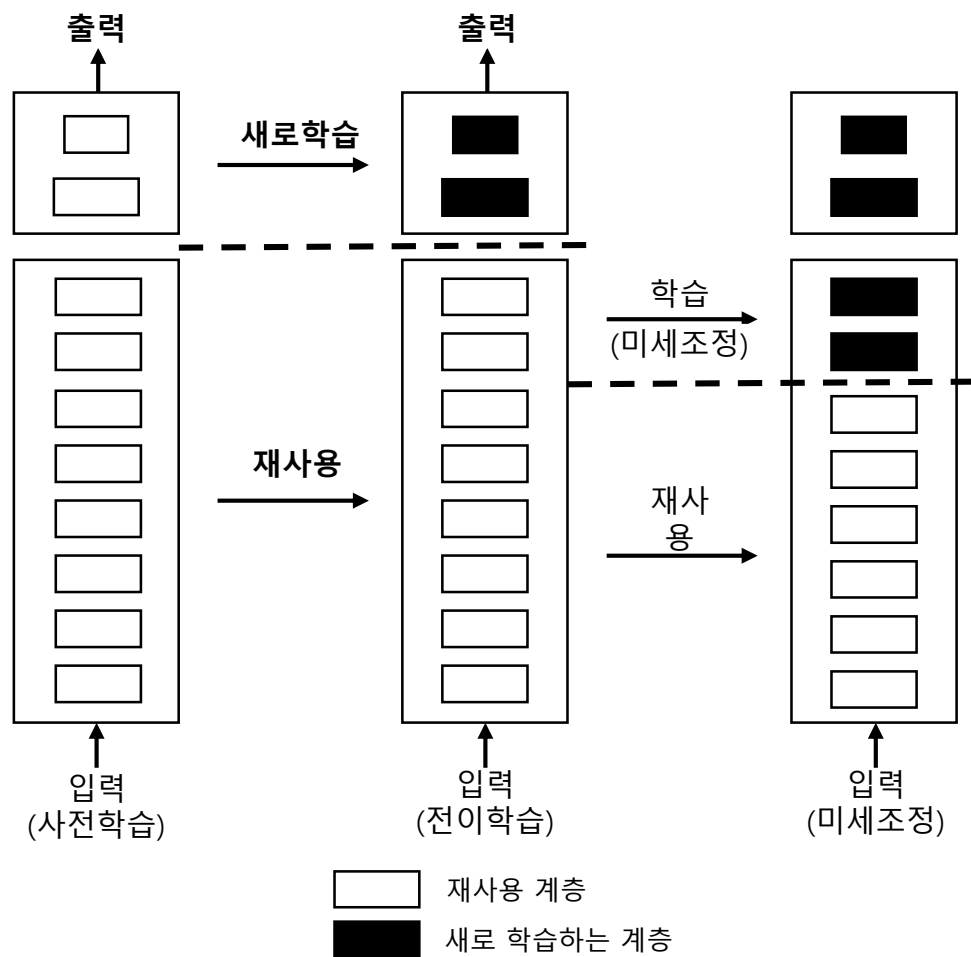 출력
출력
새로학습
학습
(미세조정)
재사용
재사
용
입력
(사전학습)
입력
(전이학습)
입력
(미세조정)
재사용 계층
새로 학습하는 계층